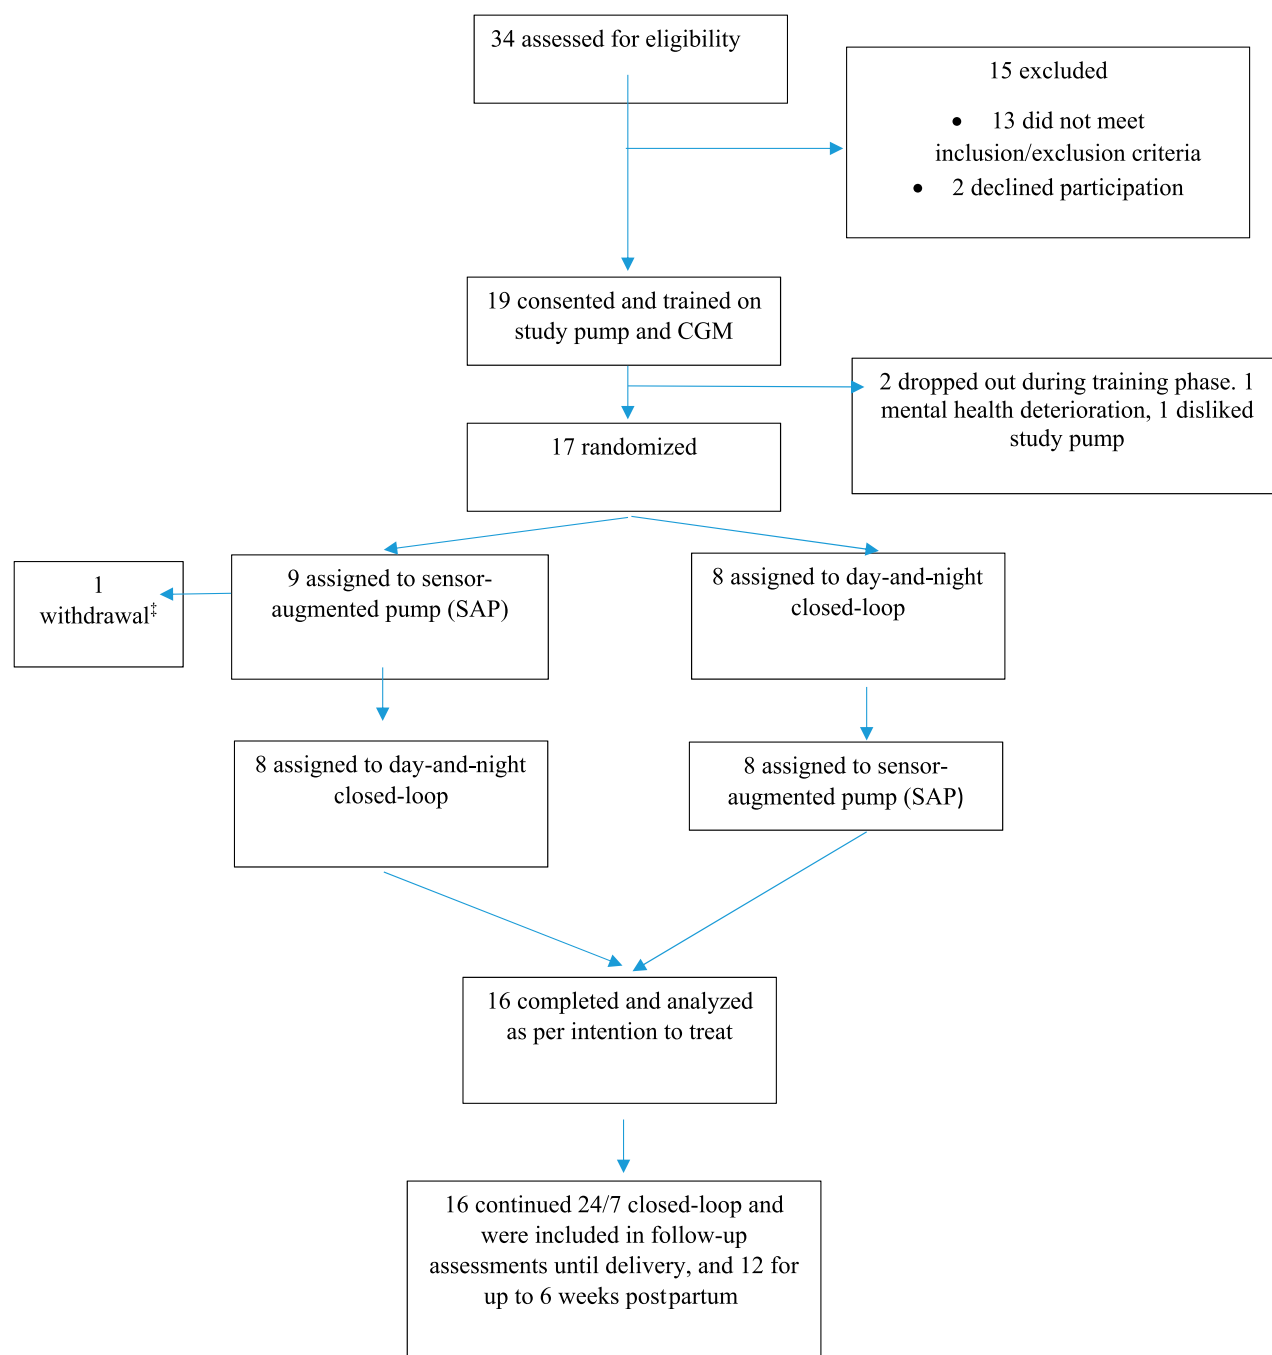 34 assessed for eligibility
15 excluded
• 13 did not meet
inclusion/exclusion criteria
• 2 declined participation
19 consented and trained on
study pump and CGM
2 dropped out during training phase. 1
mental health deterioration, 1 disliked
study pump
17 randomized
1
withdrawal‡
9 assigned to sensor-
augmented pump (SAP)
8 assigned to day-and-night
closed-loop
8 assigned to day-and-night
closed-loop
8 assigned to sensor-
augmented pump (SAP)
16 completed and analyzed
as per intention to treat
16 continued 24/7 closed-loop and
were included in follow-up
assessments until delivery, and 12 for
up to 6 weeks postpartum